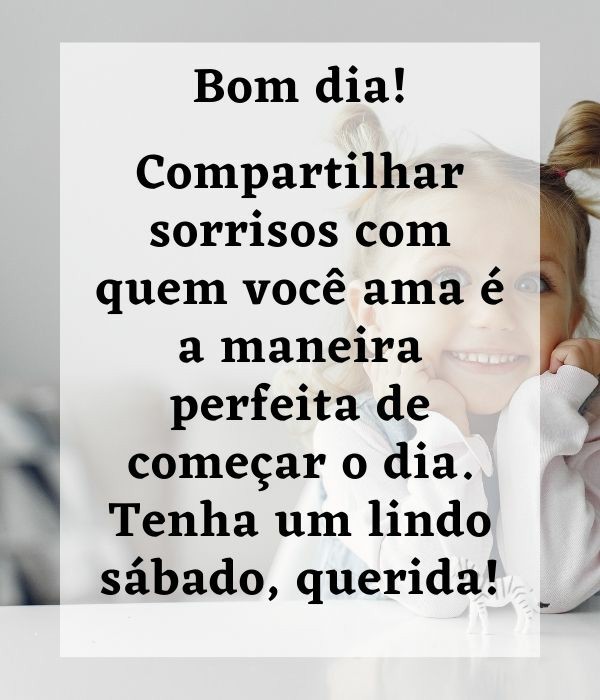 Bom dia!
Compartilhar
sorrisos com
quem você ama é
a maneira
perfeita de
começar o dia.
Tenha um lindo
sábado, querida!